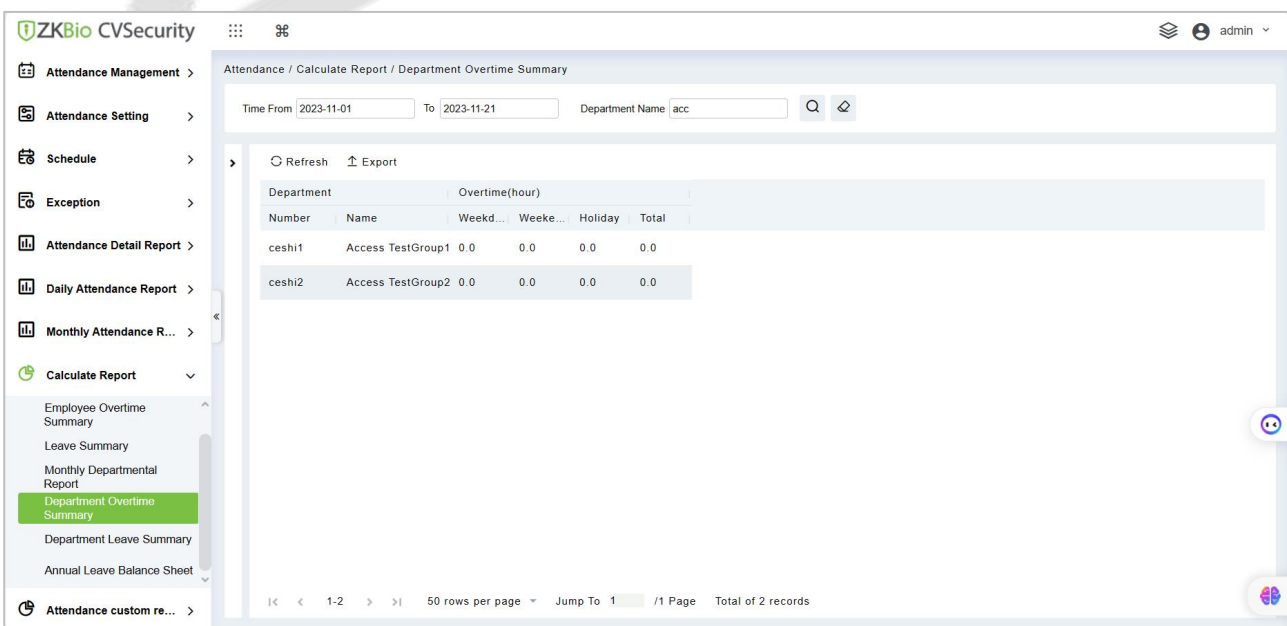 ZKBio CVSecurity
admin
Attendance Management
Attendance Setting
Schedule
Exception
Attendance Detail Report
Daily Attendance Report
Monthly Attendance R...
Calculate Report
Employee Overtime
Summary
Leave Summary
Monthly Departmental
Report
Department Overtime
Summary
Department Leave Summary
Annual Leave Balance Sheet
Attendance custom re...
Attendance / Calculate Report / Department Overtime Summary
Time From 2023-11-01 To 2023-11-21 Department Name acc
Refresh Export
Department Overtime(hour)
Number Name Weekd... Weeke... Holiday Total
ceshi1 Access TestGroup1 0.0 0.0 0.0 0.0
ceshi2 Access TestGroup2 0.0 0.0 0.0 0.0
1-2 50 rows per page Jump To 1 /1 Page Total of 2 records